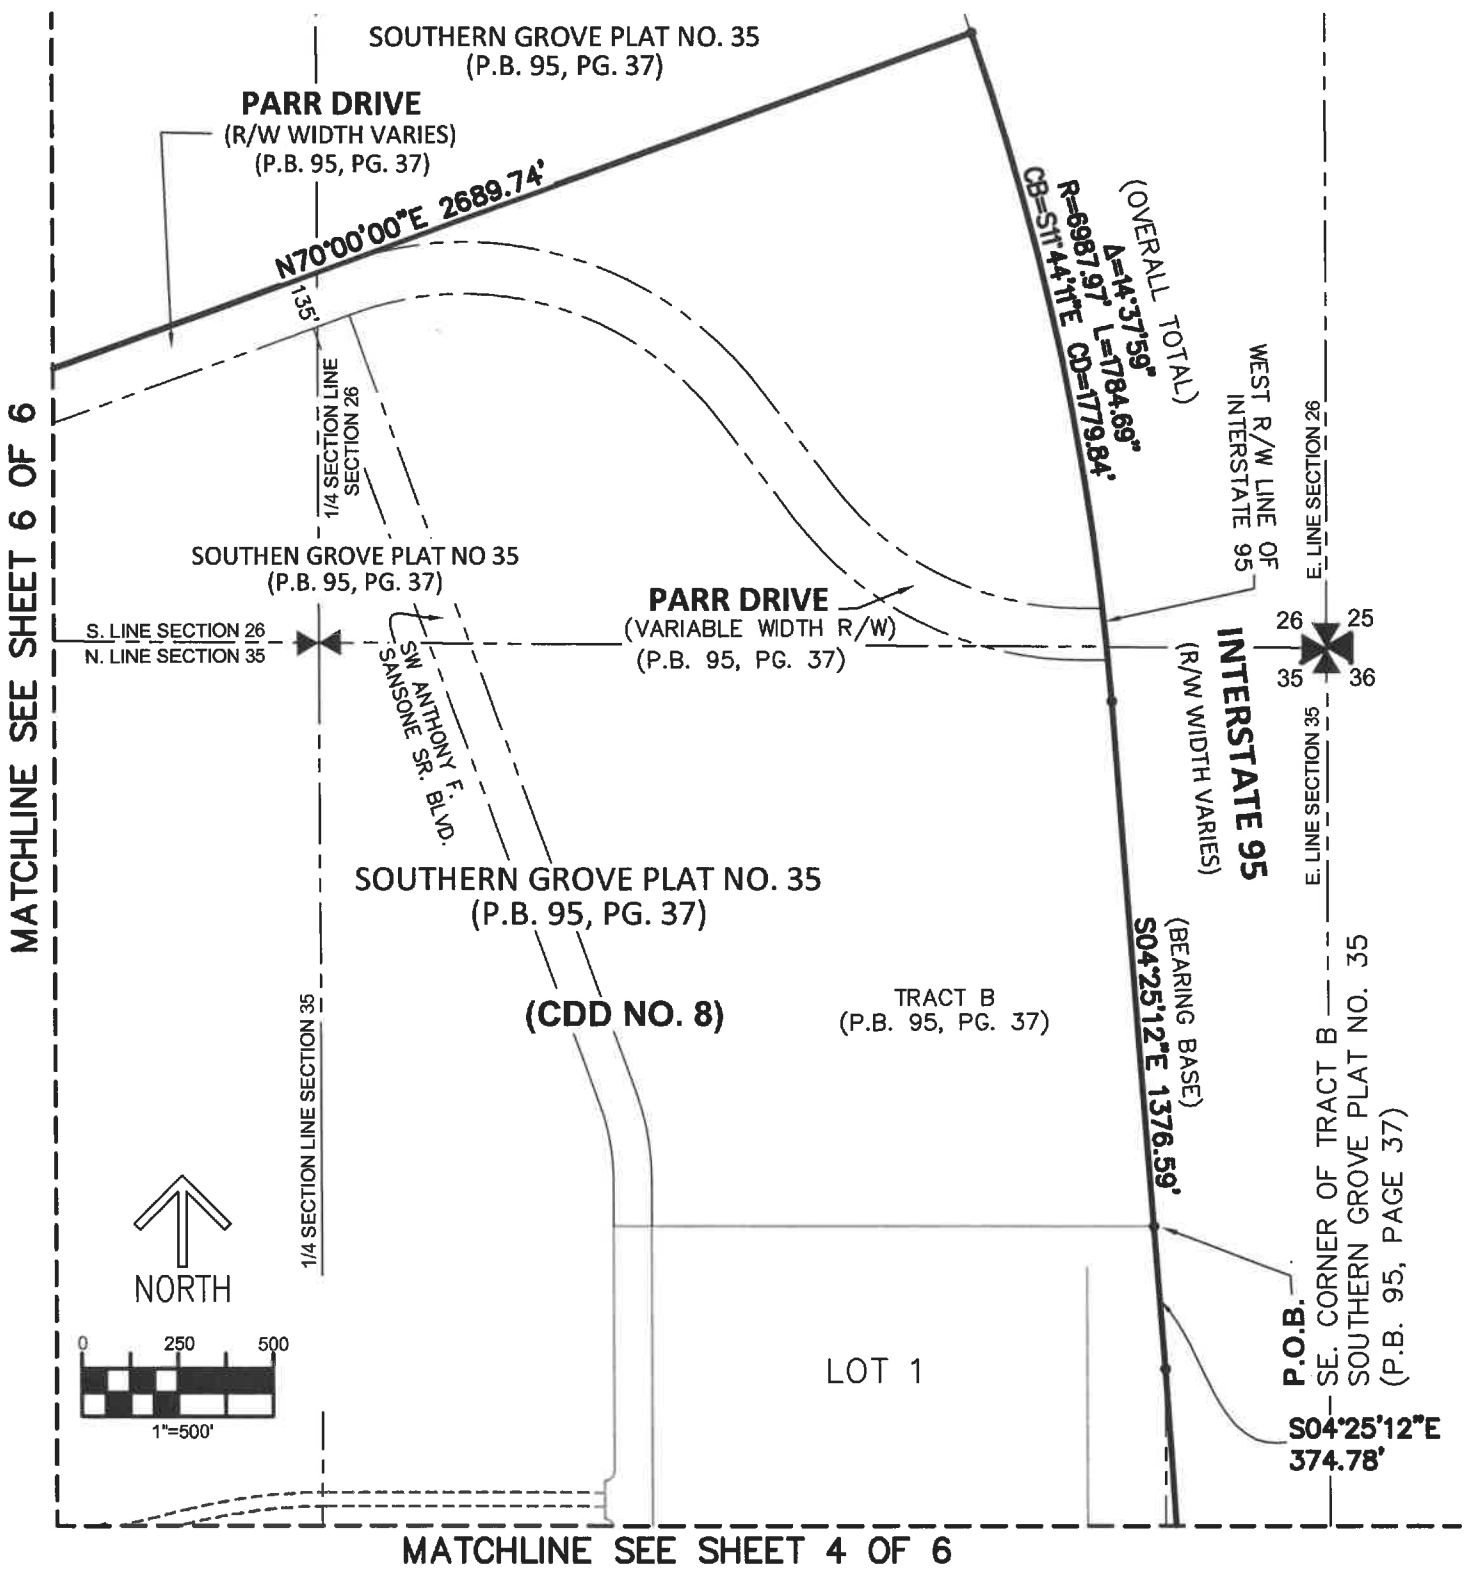 SOUTHERN GROVE PLAT NO. 35
(P.B. 95, PG. 37)
PARR DRIVE
(R/W WIDTH VARIES)
(P.B. 95, PG. 37)
N70°00'00"E 2689.74'
135'
(OVERALL TOTAL)
Δ=14°37'59"
R=6987.97' L=1784.69"
CB=S11°44'11"E CD=1779.84'
WEST R/W LINE OF
INTERSTATE 95
E. LINE SECTION 26
1/4 SECTION LINE
SECTION 26
MATCHLINE SEE SHEET 6 OF 6
SOUTHEN GROVE PLAT NO 35
(P.B. 95, PG. 37)
PARR DRIVE
(VARIABLE WIDTH R/W)
(P.B. 95, PG. 37)
S. LINE SECTION 26
N. LINE SECTION 35
26 25
35 36
SW ANTHONY F.
SANSONE SR. BLVD.
INTERSTATE 95
(R/W WIDTH VARIES)
E. LINE SECTION 35
SOUTHERN GROVE PLAT NO. 35
(P.B. 95, PG. 37)
(CDD NO. 8)
TRACT B
(P.B. 95, PG. 37)
(BEARING BASE)
S04°25'12"E 1376.59'
1/4 SECTION LINE SECTION 35
P.O.B.
SE. CORNER OF TRACT B
SOUTHERN GROVE PLAT NO. 35
(P.B. 95, PAGE 37)
NORTH
0 250 500
1"=500'
LOT 1
S04°25'12"E
374.78'
MATCHLINE SEE SHEET 4 OF 6